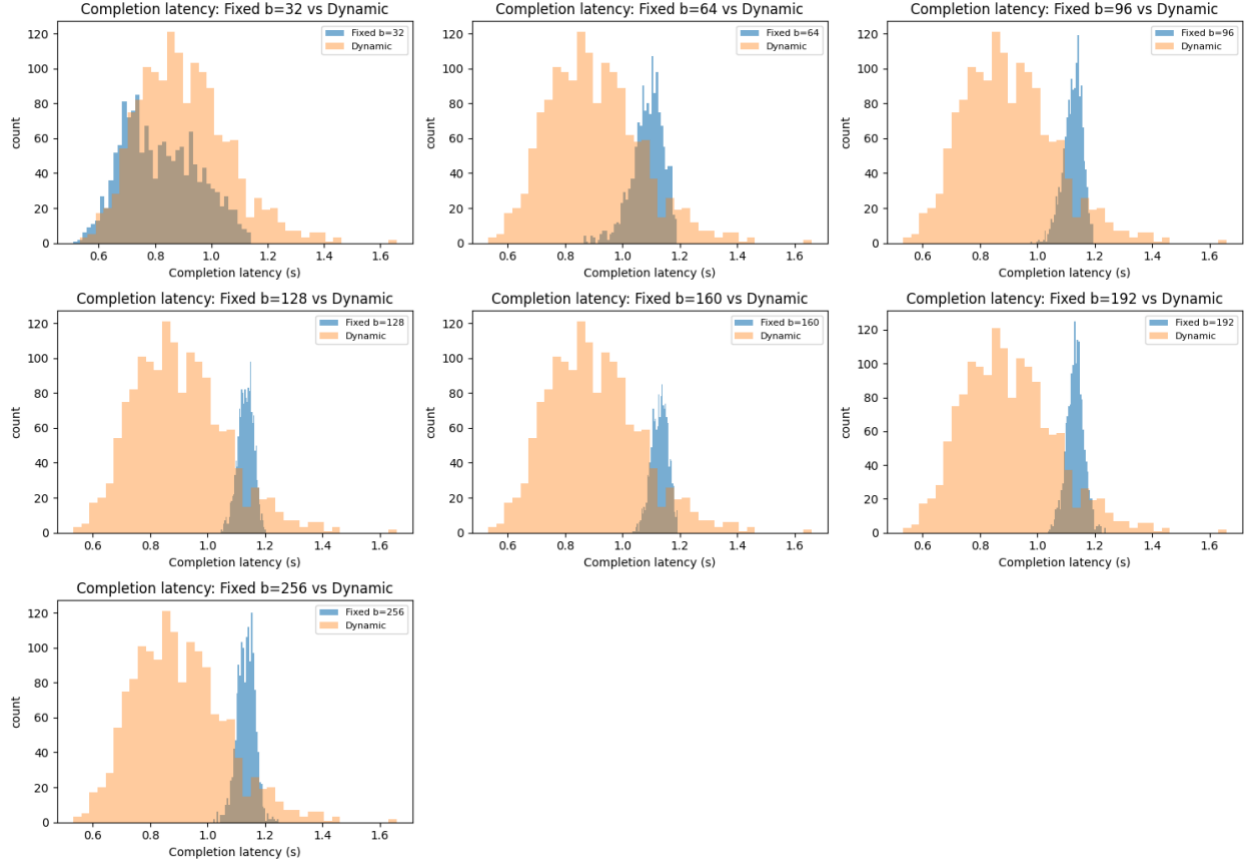 Completion latency: Fixed b=32 vs Dynamic
120
100
80
60
40
20
0
count
0.6 0.8 1.0 1.2 1.4 1.6
Completion latency (s)
Fixed b=32
Dynamic
Completion latency: Fixed b=64 vs Dynamic
120
100
80
60
40
20
0
count
0.6 0.8 1.0 1.2 1.4 1.6
Completion latency (s)
Fixed b=64
Dynamic
Completion latency: Fixed b=96 vs Dynamic
120
100
80
60
40
20
0
count
0.6 0.8 1.0 1.2 1.4 1.6
Completion latency (s)
Fixed b=96
Dynamic
Completion latency: Fixed b=128 vs Dynamic
120
100
80
60
40
20
0
count
0.6 0.8 1.0 1.2 1.4 1.6
Completion latency (s)
Fixed b=128
Dynamic
Completion latency: Fixed b=160 vs Dynamic
120
100
80
60
40
20
0
count
0.6 0.8 1.0 1.2 1.4 1.6
Completion latency (s)
Fixed b=160
Dynamic
Completion latency: Fixed b=192 vs Dynamic
120
100
80
60
40
20
0
count
0.6 0.8 1.0 1.2 1.4 1.6
Completion latency (s)
Fixed b=192
Dynamic
Completion latency: Fixed b=256 vs Dynamic
120
100
80
60
40
20
0
count
0.6 0.8 1.0 1.2 1.4 1.6
Completion latency (s)
Fixed b=256
Dynamic